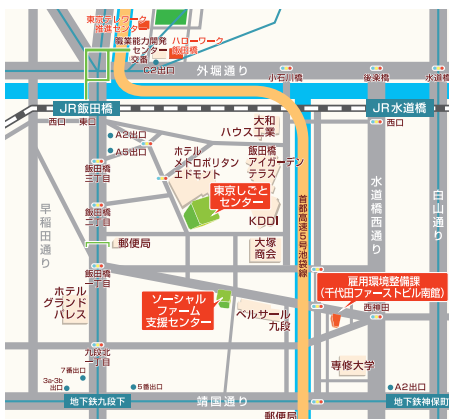 東京テレワーク
推進センター
職業能力開発
センター
ハローワーク
飯田橋
交番
C2出口
外堀通り
小石川橋
後楽橋
水道橋
JR飯田橋
JR水道橋
西口
東口
西口
A2出口
A5出口
大和
ハウス工業
ホテル
メトロポリタン
エドモント
飯田橋
アイガーデン
テラス
飯田橋
三丁目
東京しごと
センター
KDDI
首都高速5号池袋線
水道橋西通り
白山通り
早稲田通り
飯田橋
二丁目
郵便局
大塚
商会
飯田橋
一丁目
雇用環境整備課
(千代田ファーストビル南館)
ホテル
グランド
パレス
ソーシャル
ファーム
支援センター
ベルサール
九段
西神田
九段北
一丁目
専修大学
7番出口
3a・3b
出口
5番出口
A2出口
地下鉄九段下
靖国通り
地下鉄神保町
郵便局